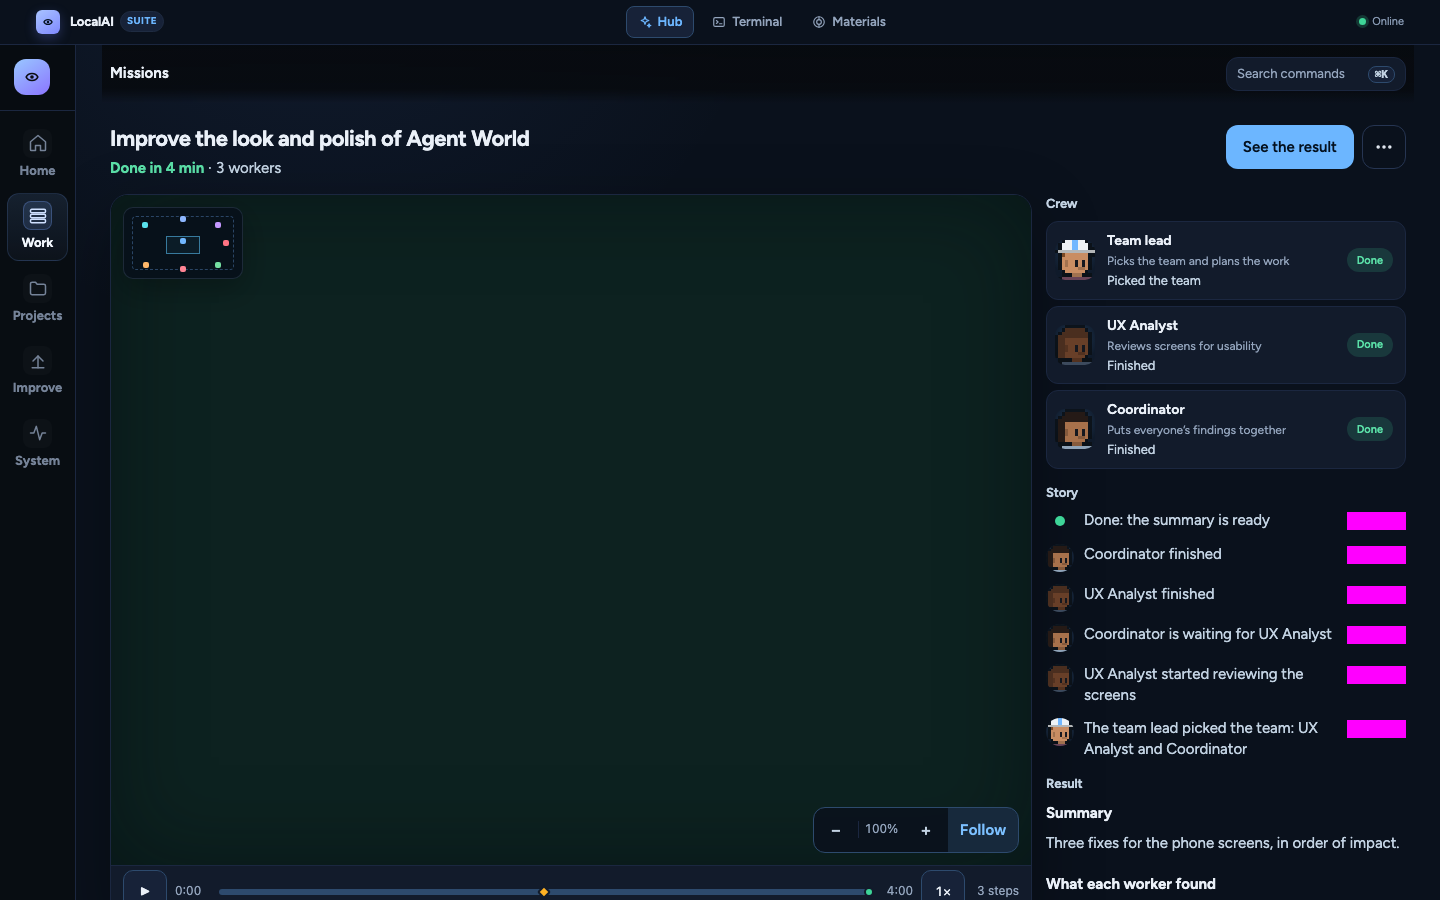 LocalAI SUITE
Hub
Terminal
Materials
Online
Missions
Search commands ⌘K
Home
Work
Projects
Improve
System
Improve the look and polish of Agent World
Done in 4 min · 3 workers
See the result
Crew
Team lead
Picks the team and plans the work
Picked the team
Done
UX Analyst
Reviews screens for usability
Finished
Done
Coordinator
Puts everyone's findings together
Finished
Done
Story
Done: the summary is ready
Coordinator finished
UX Analyst finished
Coordinator is waiting for UX Analyst
UX Analyst started reviewing the
screens
The team lead picked the team: UX
Analyst and Coordinator
Result
Summary
Three fixes for the phone screens, in order of impact.
What each worker found
− 100% + Follow
0:00
4:00
1×
3 steps